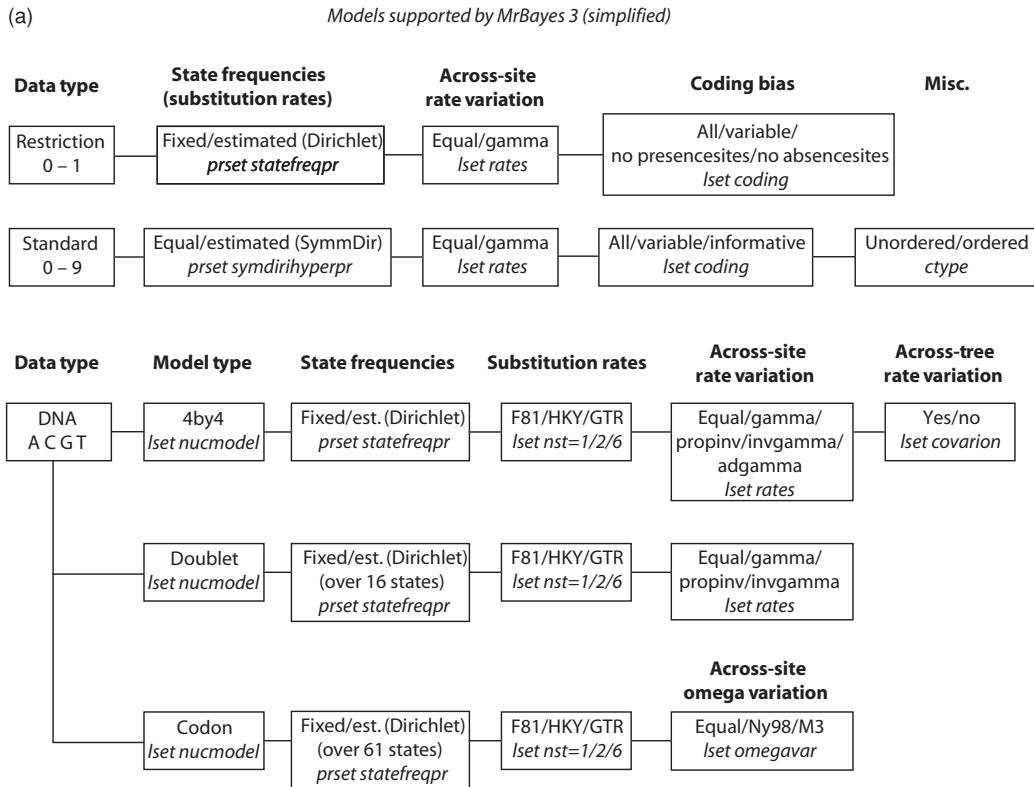 (a)
Models supported by MrBayes 3 (simplified)
Data type
State frequencies
(substitution rates)
Across-site
rate variation
Coding bias
Misc.
Restriction
0 – 1
Fixed/estimated (Dirichlet)
prset statefreqpr
Equal/gamma
lset rates
All/variable/
no presencesites/no absencesites
lset coding
Standard
0 – 9
Equal/estimated (SymmDir)
prset symdirihyperpr
Equal/gamma
lset rates
All/variable/informative
lset coding
Unordered/ordered
ctype
Data type
Model type
State frequencies
Substitution rates
Across-site
rate variation
Across-tree
rate variation
DNA
A C G T
4by4
lset nucmodel
Fixed/est. (Dirichlet)
prset statefreqpr
F81/HKY/GTR
lset nst=1/2/6
Equal/gamma/
propinv/invgamma/
adgamma
lset rates
Yes/no
lset covarion
Doublet
lset nucmodel
Fixed/est. (Dirichlet)
(over 16 states)
prset statefreqpr
F81/HKY/GTR
lset nst=1/2/6
Equal/gamma/
propinv/invgamma
lset rates
Across-site
omega variation
Codon
lset nucmodel
Fixed/est. (Dirichlet)
(over 61 states)
prset statefreqpr
F81/HKY/GTR
lset nst=1/2/6
Equal/Ny98/M3
lset omegavar